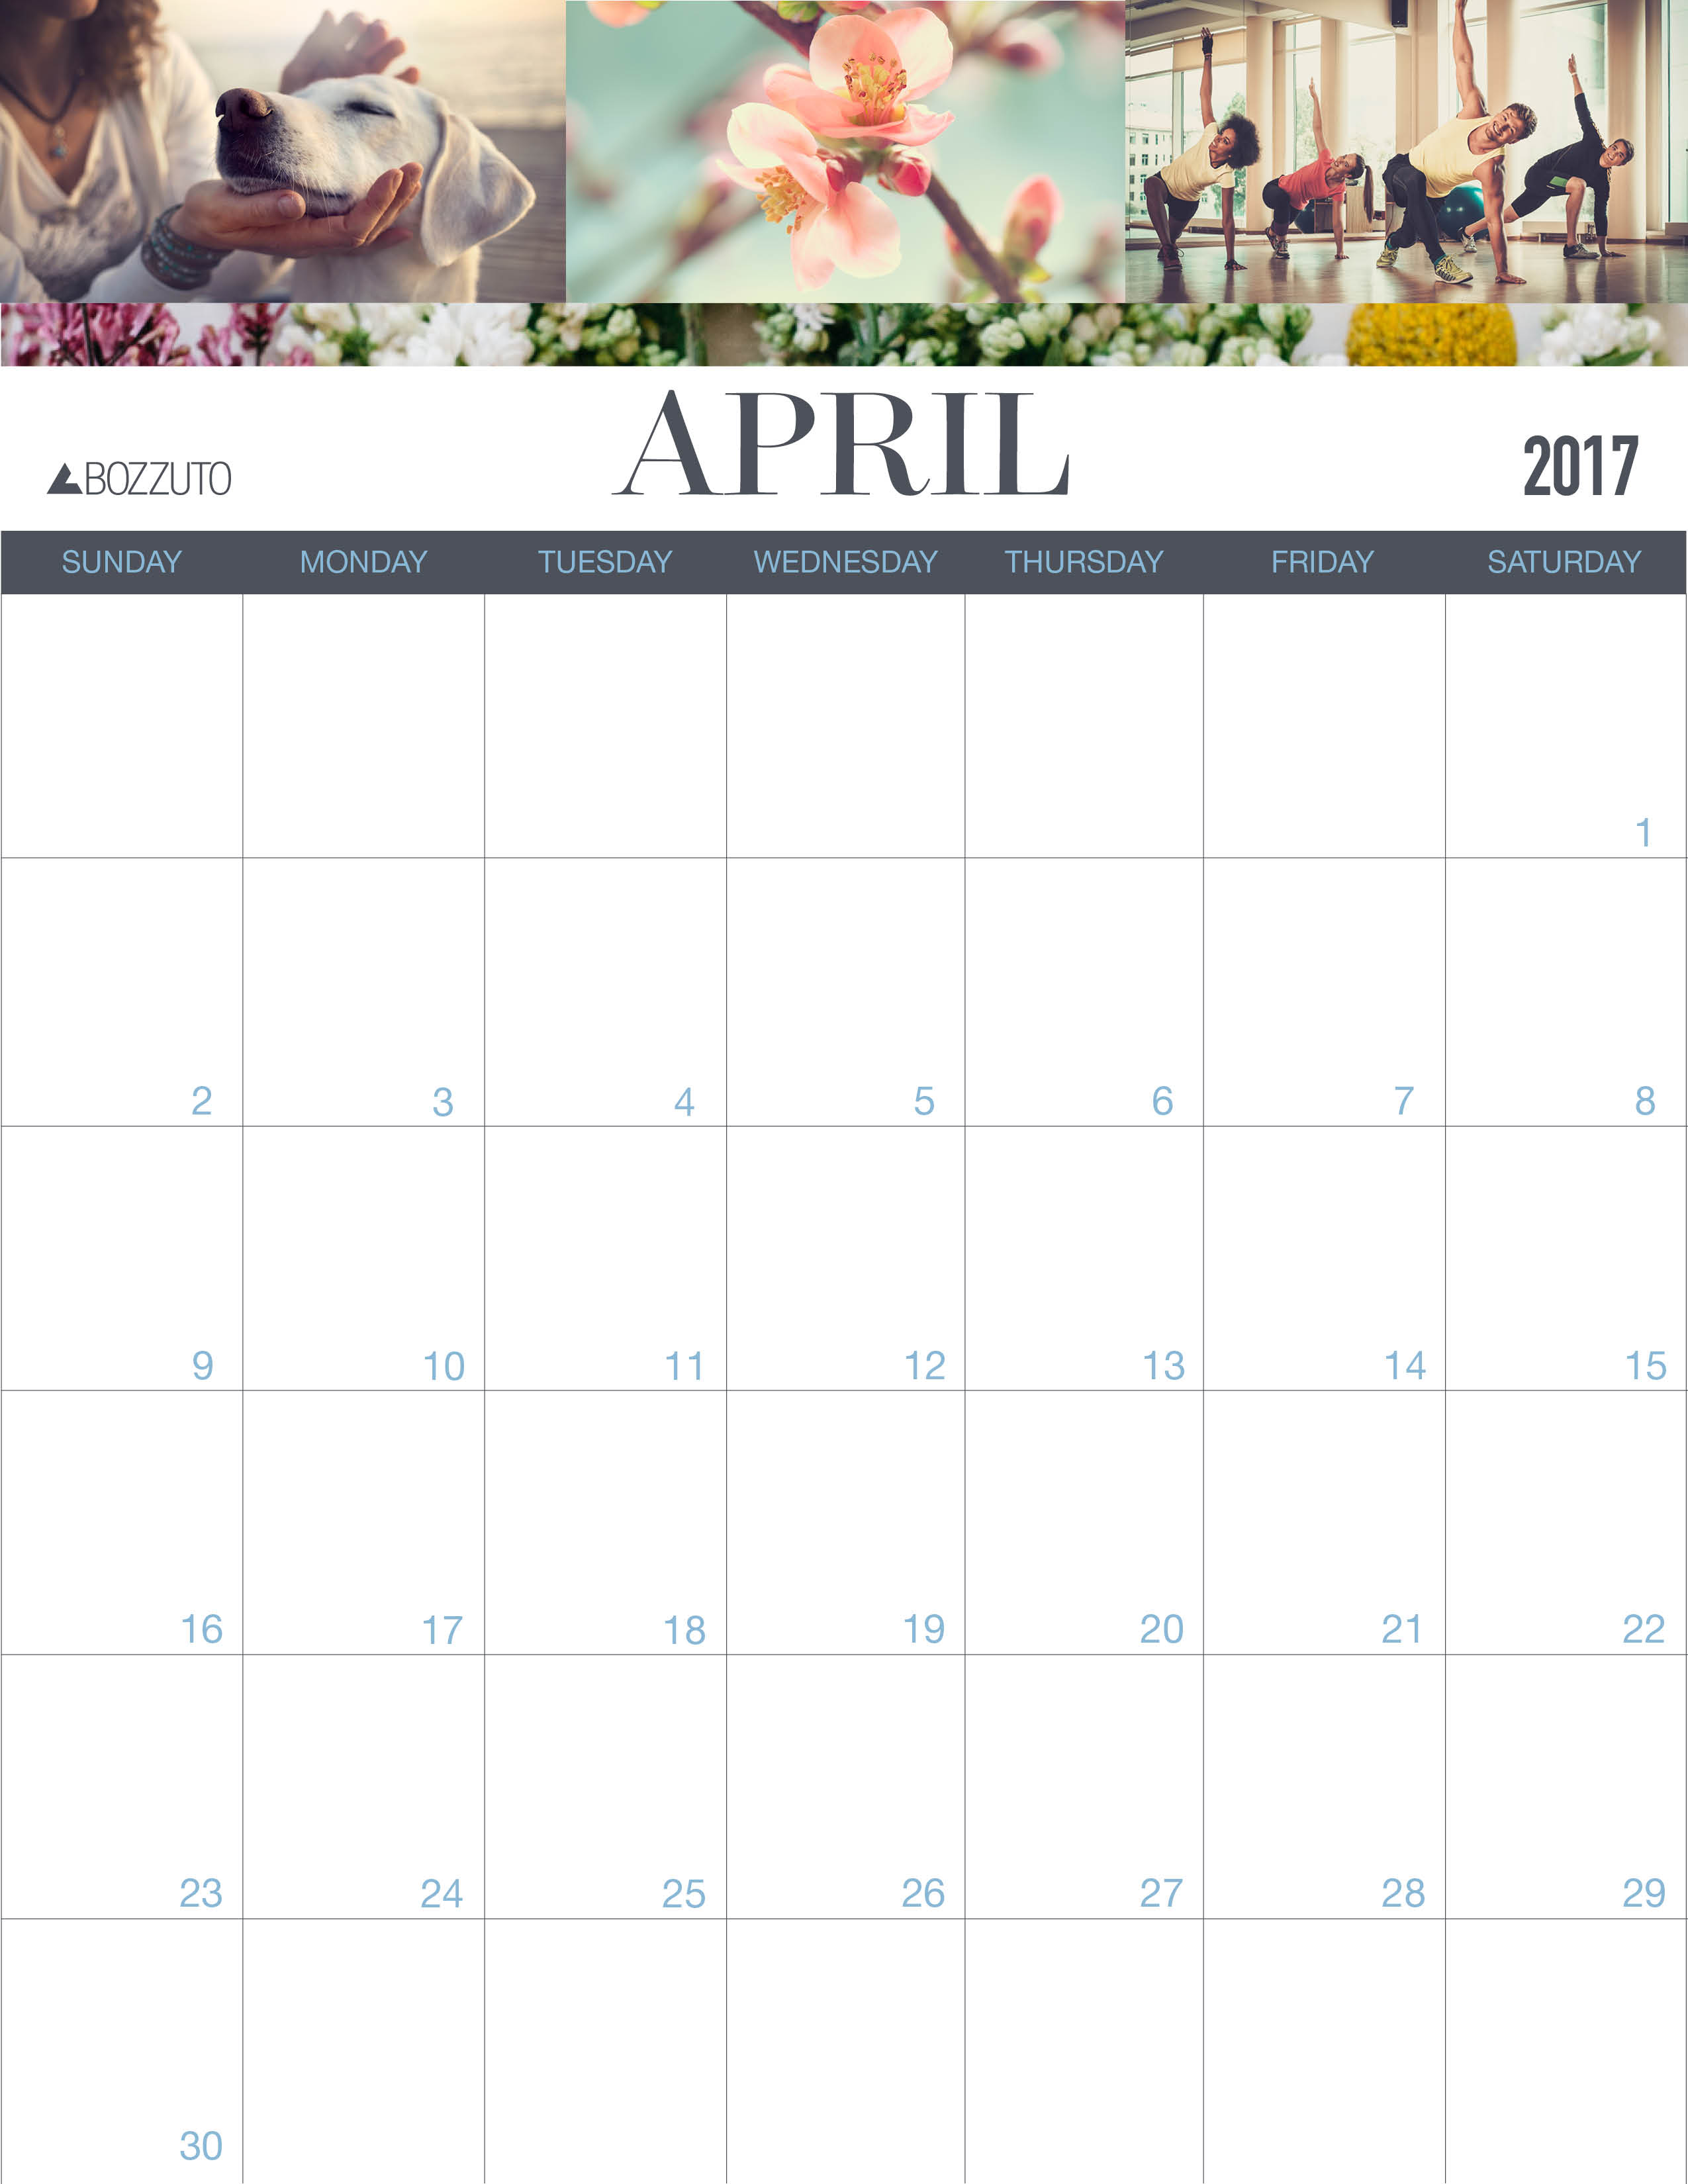 APRIL
BOZZUTO
2017
SUNDAY MONDAY TUESDAY WEDNESDAY THURSDAY FRIDAY SATURDAY
1
2 3 4 5 6 7 8
9 10 11 12 13 14 15
16 17 18 19 20 21 22
23 24 25 26 27 28 29
30